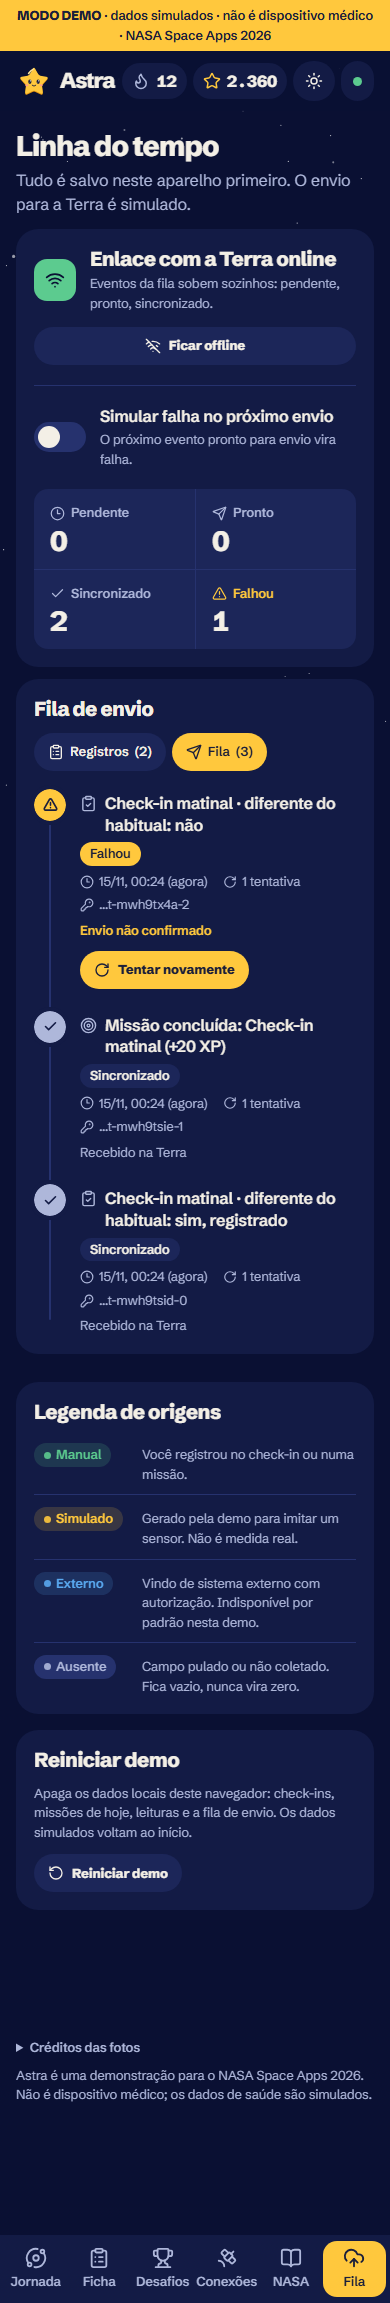 MODO DEMO · dados simulados · não é dispositivo médico
· NASA Space Apps 2026
Astra 12 2.360
Linha do tempo
Tudo é salvo neste aparelho primeiro. O envio
para a Terra é simulado.
Enlace com a Terra online
Eventos da fila sobem sozinhos: pendente,
pronto, sincronizado.
Ficar offline
Simular falha no próximo envio
O próximo evento pronto para envio vira
falha.
Pendente
0
Pronto
0
Sincronizado
2
Falhou
1
Fila de envio
Registros (2)
Fila (3)
Check-in matinal · diferente do
habitual: não
Falhou
15/11, 00:24 (agora) 1 tentativa
…t-mwh9tx4a-2
Envio não confirmado
Tentar novamente
Missão concluída: Check-in
matinal (+20 XP)
Sincronizado
15/11, 00:24 (agora) 1 tentativa
…t-mwh9tsie-1
Recebido na Terra
Check-in matinal · diferente do
habitual: sim, registrado
Sincronizado
15/11, 00:24 (agora) 1 tentativa
…t-mwh9tsid-0
Recebido na Terra
Legenda de origens
Manual
Você registrou no check-in ou numa
missão.
Simulado
Gerado pela demo para imitar um
sensor. Não é medida real.
Externo
Vindo de sistema externo com
autorização. Indisponível por
padrão nesta demo.
Ausente
Campo pulado ou não coletado.
Fica vazio, nunca vira zero.
Reiniciar demo
Apaga os dados locais deste navegador: check-ins,
missões de hoje, leituras e a fila de envio. Os dados
simulados voltam ao início.
Reiniciar demo
Créditos das fotos
Astra é uma demonstração para o NASA Space Apps 2026.
Não é dispositivo médico; os dados de saúde são simulados.
Jornada Ficha Desafios Conexões NASA Fila